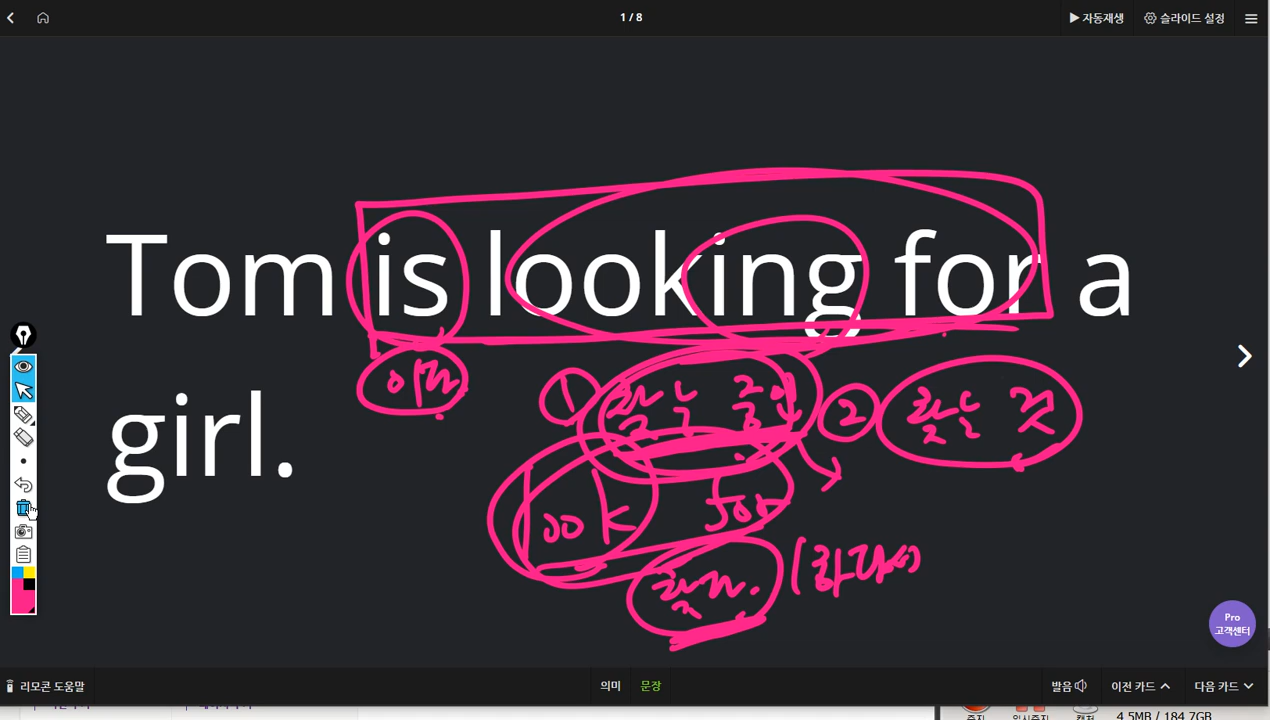 1 / 8
▶ 자동재생
슬라이드 설정
Tom is looking for a
girl.
이다
① 찾는 중인
② 찾는 것
look for
찾다. (하다어)
Pro
고객센터
리모콘 도움말
의미
문장
발음
이전 카드
다음 카드
4.5MB / 184.7GB